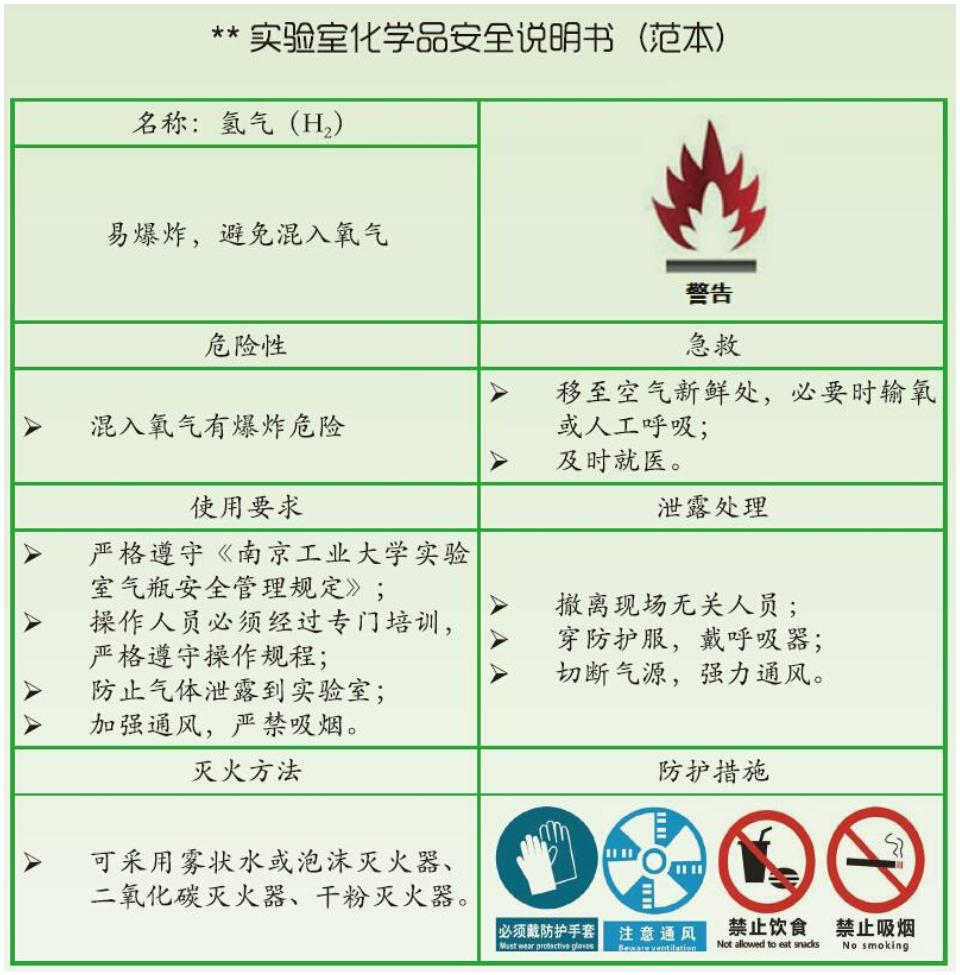 ** 实验室化学品安全说明书（范本）
名称：氢气（H₂）
易爆炸，避免混入氧气
警告
危险性
急救
➢ 混入氧气有爆炸危险
➢ 移至空气新鲜处，必要时输氧
或人工呼吸；
➢ 及时就医。
使用要求
泄露处理
➢ 严格遵守《南京工业大学实验
室气瓶安全管理规定》；
➢ 操作人员必须经过专门培训，
严格遵守操作规程；
➢ 防止气体泄露到实验室；
➢ 加强通风，严禁吸烟。
➢ 撤离现场无关人员；
➢ 穿防护服，戴呼吸器；
➢ 切断气源，强力通风。
灭火方法
防护措施
➢ 可采用雾状水或泡沫灭火器、
二氧化碳灭火器、干粉灭火器。
必须戴防护手套
Must wear protective gloves
注意通风
Beware ventilation
禁止饮食
Not allowed to eat snacks
禁止吸烟
No smoking